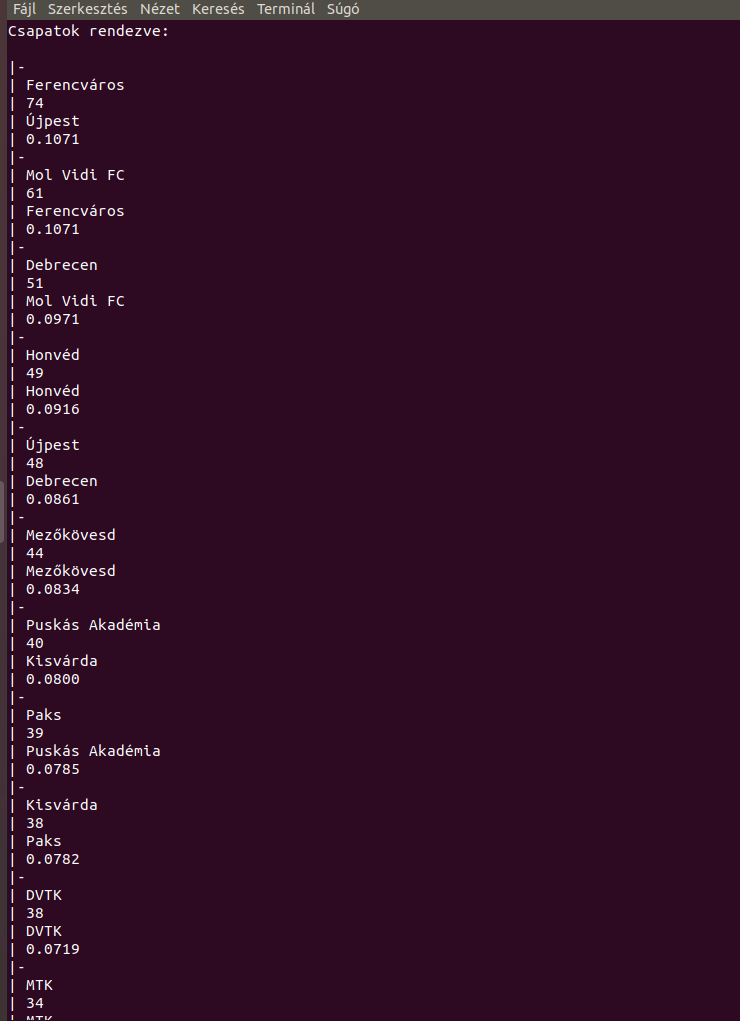 Fájl Szerkesztés Nézet Keresés Terminál Súgó
Csapatok rendezve:
|-
| Ferencváros
| 74
| Újpest
| 0.1071
|-
| Mol Vidi FC
| 61
| Ferencváros
| 0.1071
|-
| Debrecen
| 51
| Mol Vidi FC
| 0.0971
|-
| Honvéd
| 49
| Honvéd
| 0.0916
|-
| Újpest
| 48
| Debrecen
| 0.0861
|-
| Mezőkövesd
| 44
| Mezőkövesd
| 0.0834
|-
| Puskás Akadémia
| 40
| Kisvárda
| 0.0800
|-
| Paks
| 39
| Puskás Akadémia
| 0.0785
|-
| Kisvárda
| 38
| Paks
| 0.0782
|-
| DVTK
| 38
| DVTK
| 0.0719
|-
| MTK
| 34
| MTK